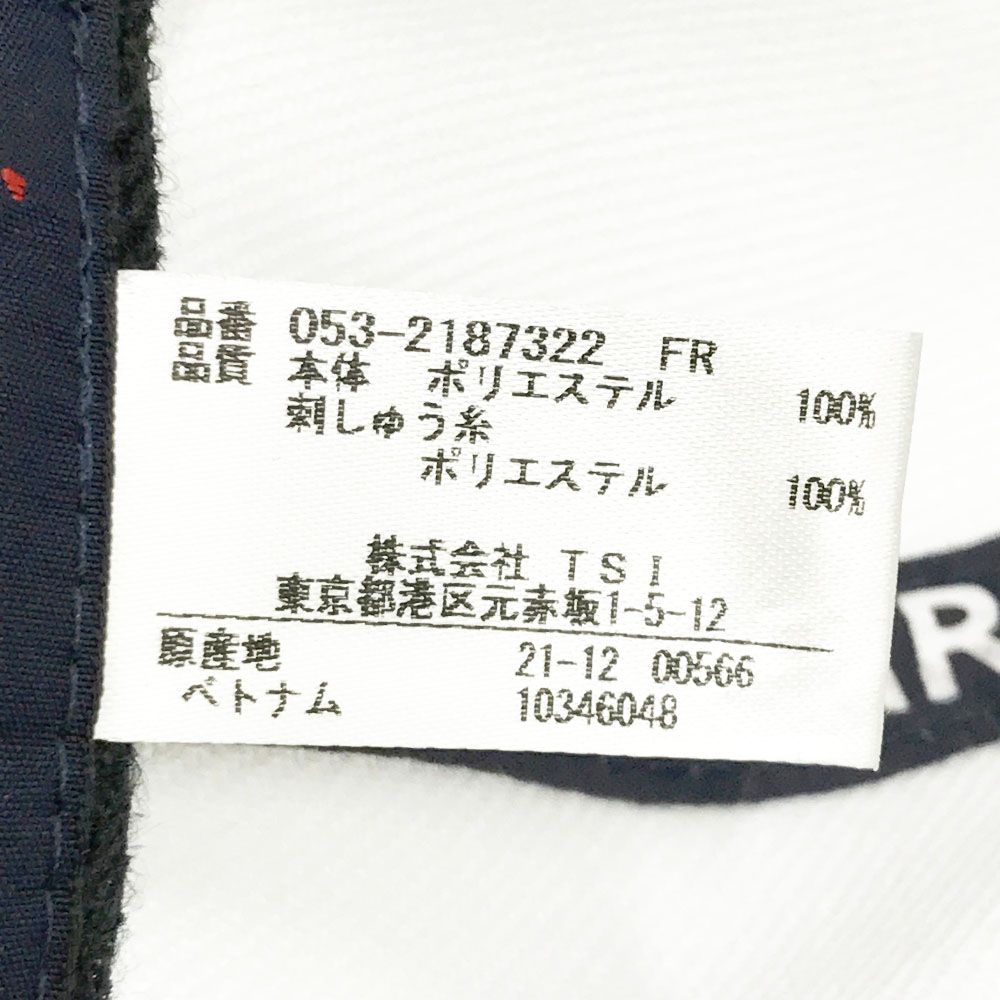 品番 053-2187322 FR
品質 本体 ポリエステル 100%
刺しゅう糸
ポリエステル 100%
株式会社 TSI
東京都港区元赤坂1-5-12
原産地 21-12 00566
ベトナム 10346048
AR